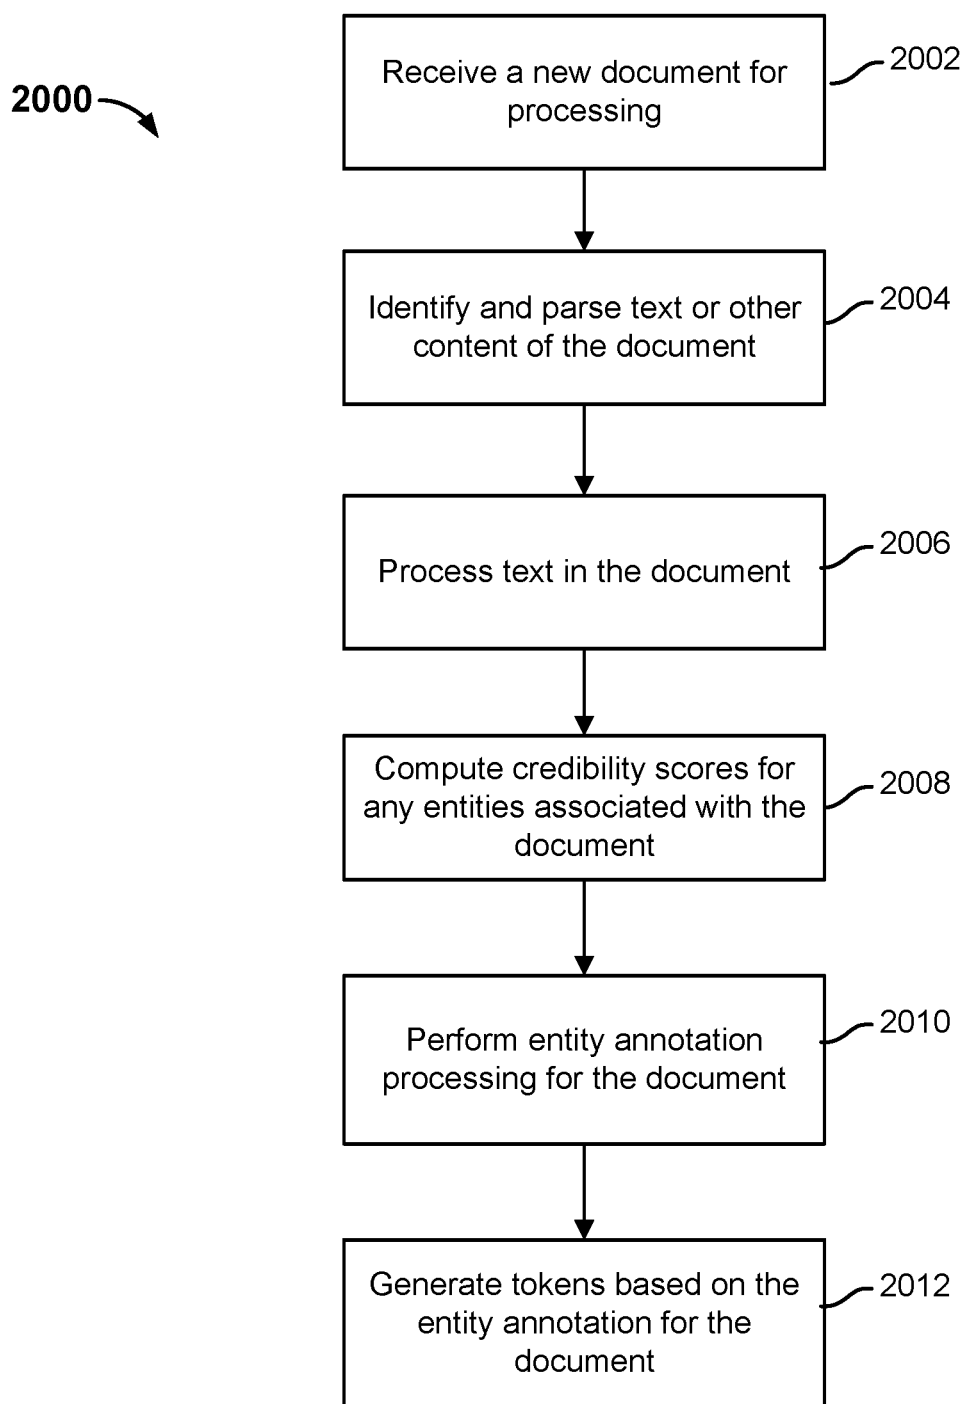 2000
Receive a new document for
processing
2002
Identify and parse text or other
content of the document
2004
Process text in the document
2006
Compute credibility scores for
any entities associated with the
document
2008
Perform entity annotation
processing for the document
2010
Generate tokens based on the
entity annotation for the
document
2012